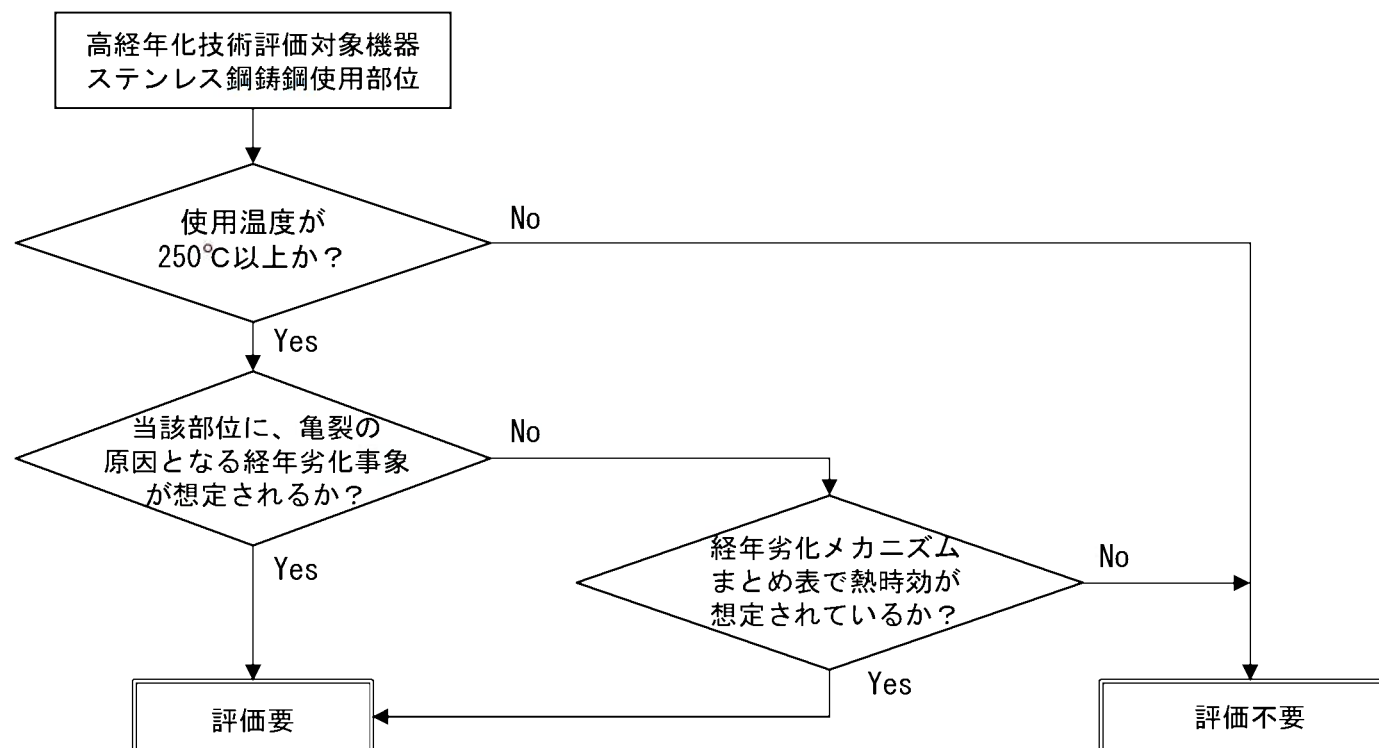 高経年化技術評価対象機器
ステンレス鋼鋳鋼使用部位
使用温度が
250℃以上か？
No
Yes
当該部位に、亀裂の
原因となる経年劣化事象
が想定されるか？
No
Yes
経年劣化メカニズム
まとめ表で熱時効が
想定されているか？
No
Yes
評価要
評価不要